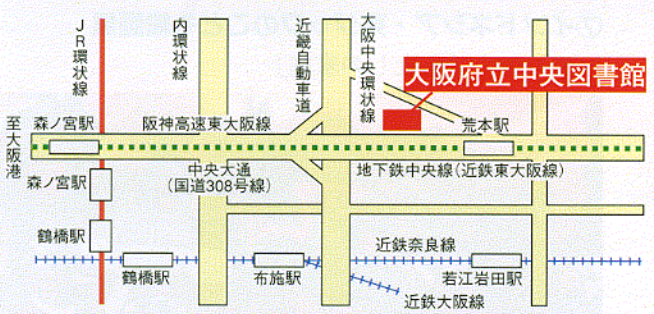 JR環状線
内環状線
近畿自動車道
大阪中央環状線
大阪府立中央図書館
至大阪港
森ノ宮駅
阪神高速東大阪線
荒本駅
中央大通
(国道308号線)
地下鉄中央線(近鉄東大阪線)
森ノ宮駅
鶴橋駅
近鉄奈良線
鶴橋駅
布施駅
若江岩田駅
近鉄大阪線